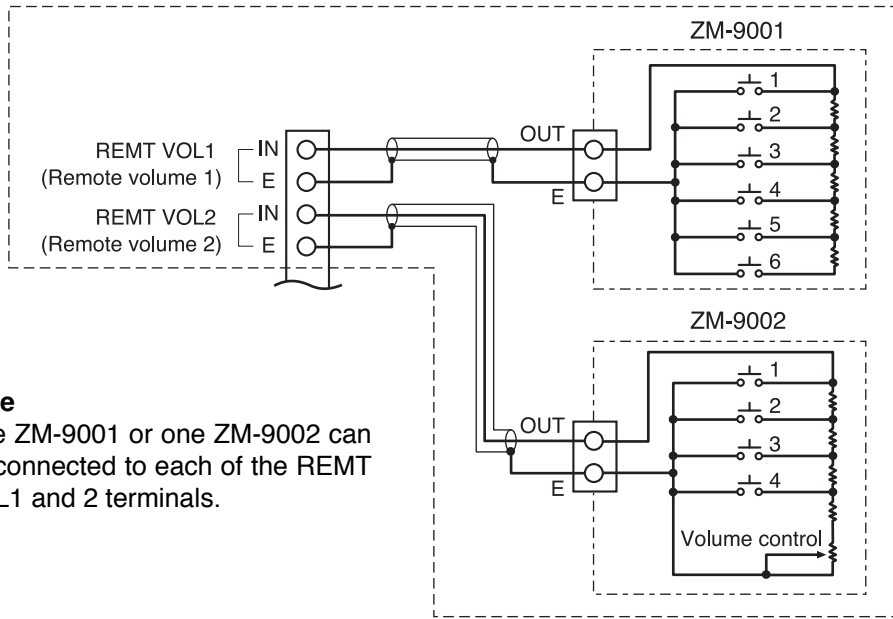 ZM-9001
1
2
3
4
5
6
OUT
E
REMT VOL1
(Remote volume 1)
IN
E
REMT VOL2
(Remote volume 2)
IN
E
ZM-9002
1
2
3
4
OUT
E
Volume control
e
e ZM-9001 or one ZM-9002 can
connected to each of the REMT
L1 and 2 terminals.